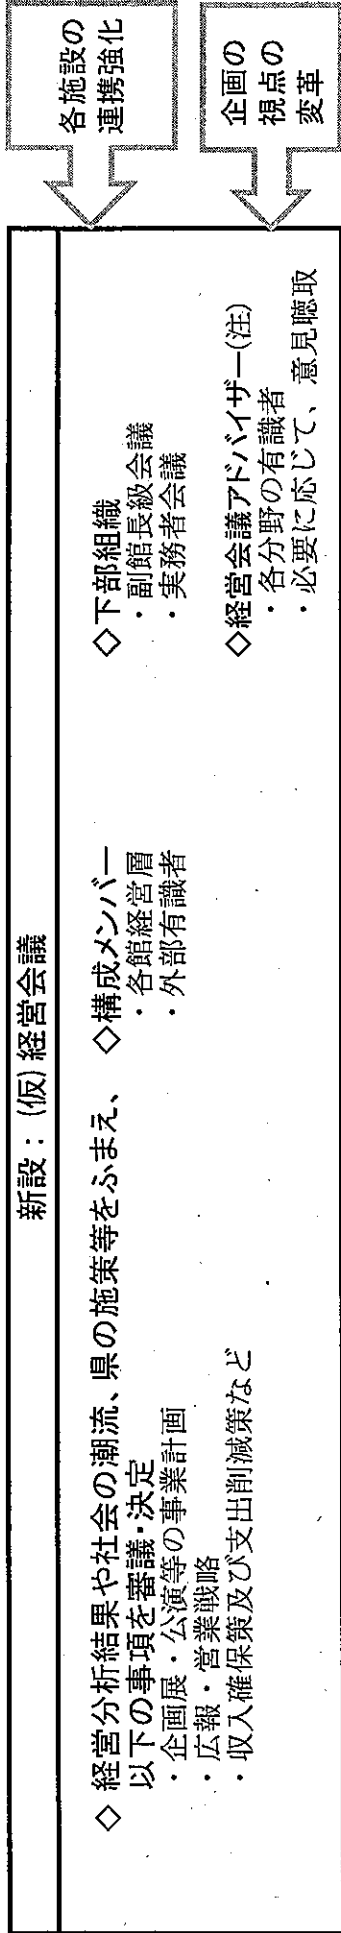 新設：(仮)経営会議
◇ 経営分析結果や社会の潮流、県の施策等をふまえ、
以下の事項を審議・決定
・企画展・公演等の事業計画
・広報・営業戦略
・収入確保策及び支出削減策など
◇構成メンバー
・各館経営層
・外部有識者
◇下部組織
・副館長級会議
・実務者会議
◇経営会議アドバイザー(注)
・各分野の有識者
・必要に応じて、意見聴取
各施設の
連携強化
企画の
視点の
変革